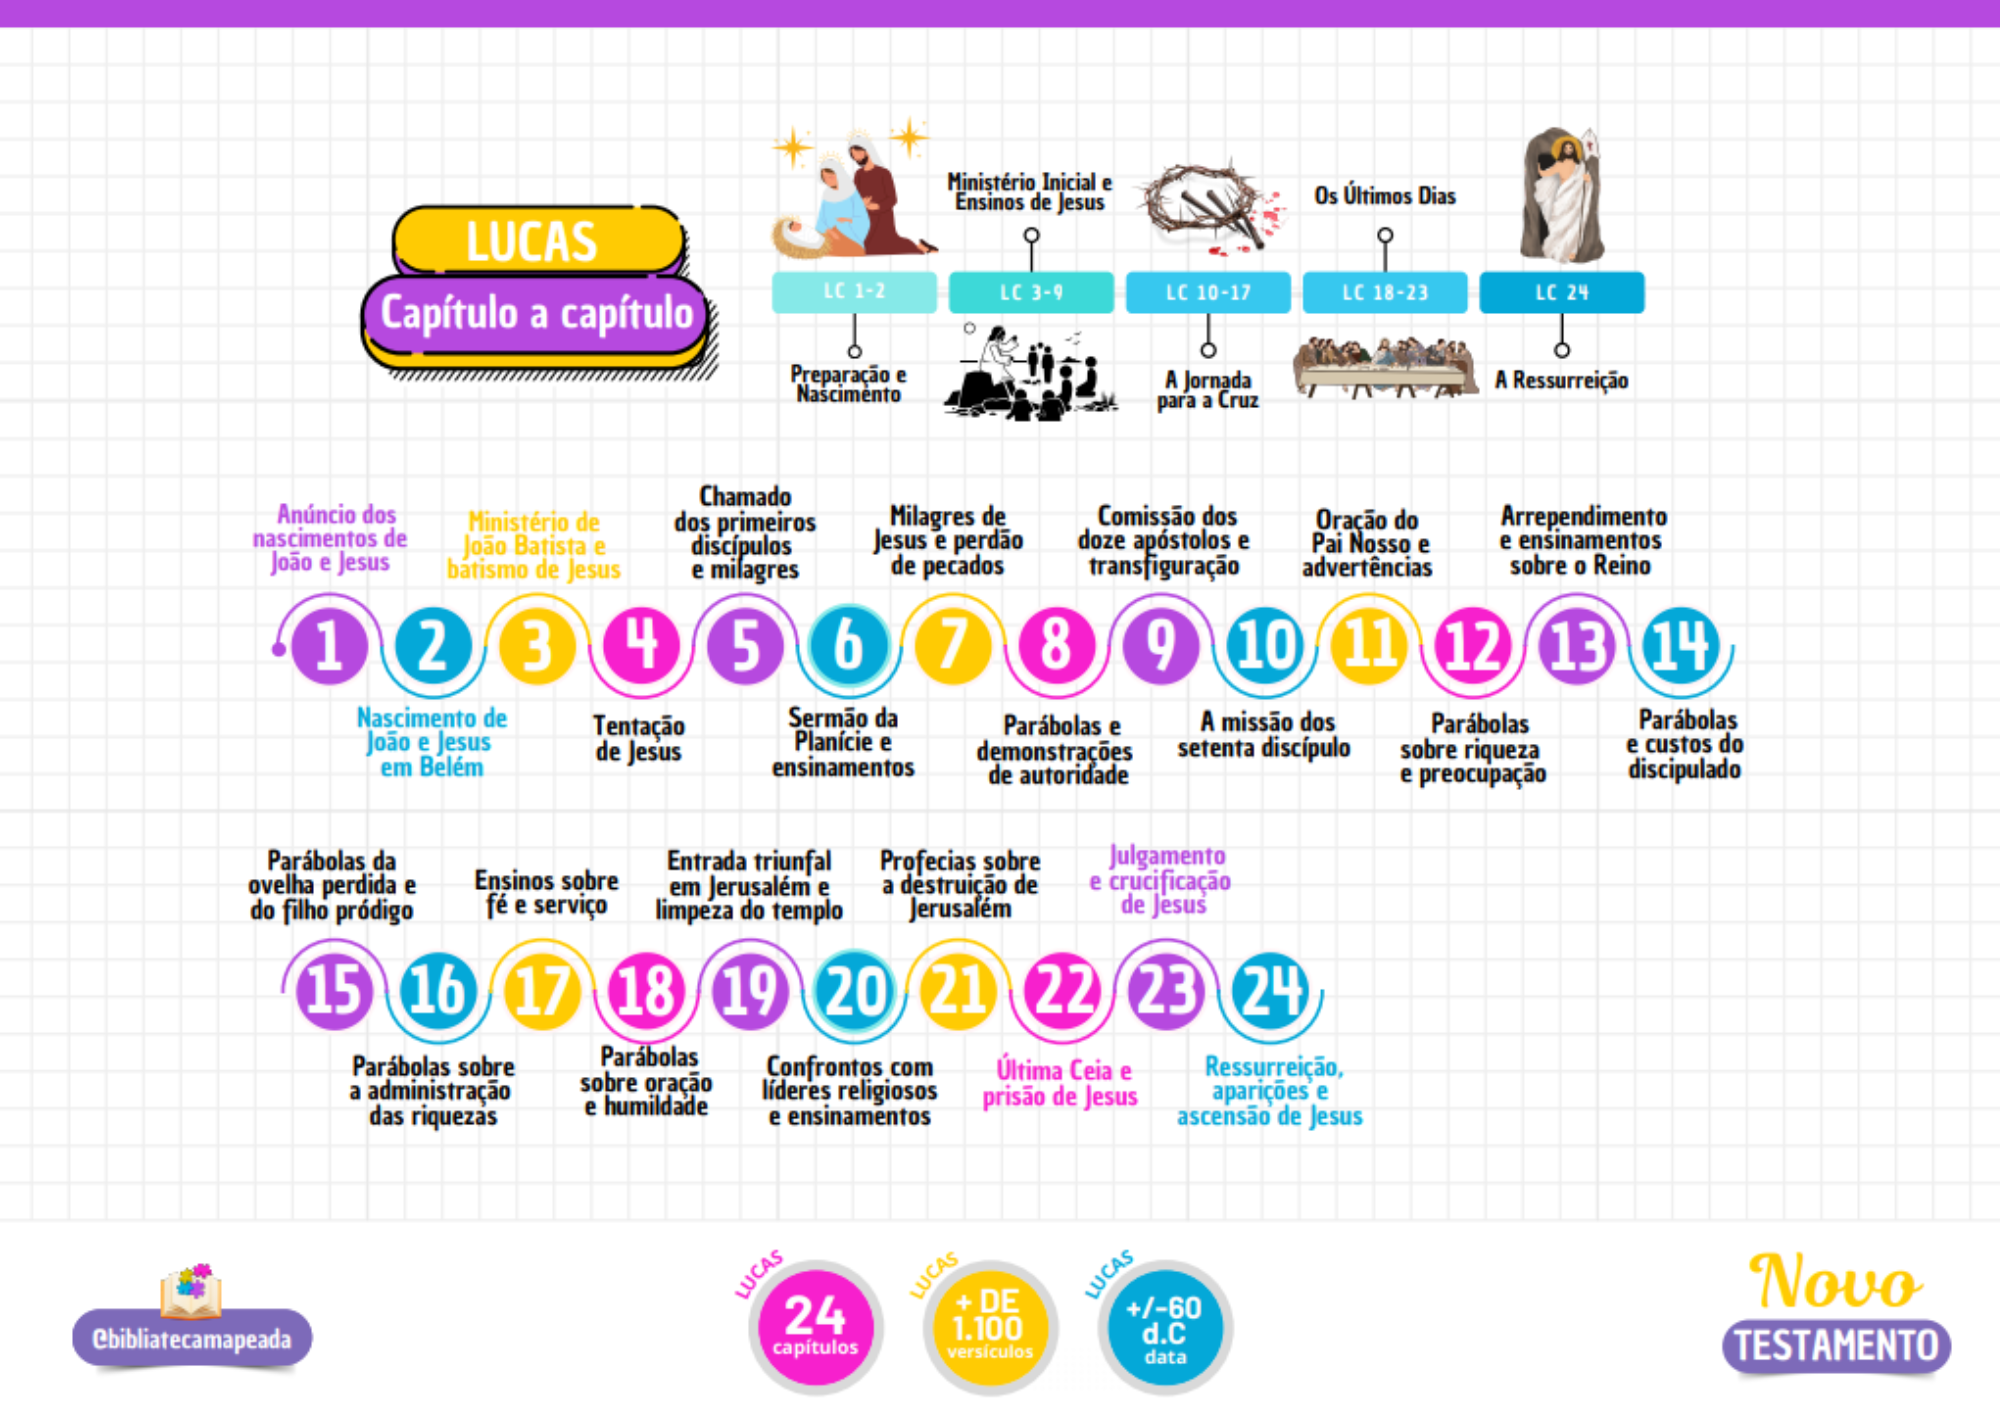 LUCAS
Capítulo a capítulo
Ministério Inicial e
Ensinos de Jesus
Os Últimos Dias
LC 1-2
LC 3-9
LC 10-17
LC 18-23
LC 24
Preparação e
Nascimento
A Jornada
para a Cruz
A Ressurreição
Anúncio dos
nascimentos de
João e Jesus
Ministério de
João Batista e
batismo de Jesus
Chamado
dos primeiros
discípulos
e milagres
Milagres de
Jesus e perdão
de pecados
Comissão dos
doze apóstolos e
transfiguração
Oração do
Pai Nosso e
advertências
Arrependimento
e ensinamentos
sobre o Reino
1 2 3 4 5 6 7 8 9 10 11 12 13 14
Nascimento de
João e Jesus
em Belém
Tentação
de Jesus
Sermão da
Planície e
ensinamentos
Parábolas e
demonstrações
de autoridade
A missão dos
setenta discípulo
Parábolas
sobre riqueza
e preocupação
Parábolas
e custos do
discipulado
Parábolas da
ovelha perdida e
do filho pródigo
Ensinos sobre
fé e serviço
Entrada triunfal
em Jerusalém e
limpeza do templo
Profecias sobre
a destruição de
Jerusalém
Julgamento
e crucificação
de Jesus
15 16 17 18 19 20 21 22 23 24
Parábolas sobre
a administração
das riquezas
Parábolas
sobre oração
e humildade
Confrontos com
líderes religiosos
e ensinamentos
Última Ceia e
prisão de Jesus
Ressurreição,
aparições e
ascensão de Jesus
@bibliatecamapeada
LUCAS
24
capítulos
LUCAS
+ DE
1.100
versículos
LUCAS
+/-60
d.C
data
Novo
TESTAMENTO